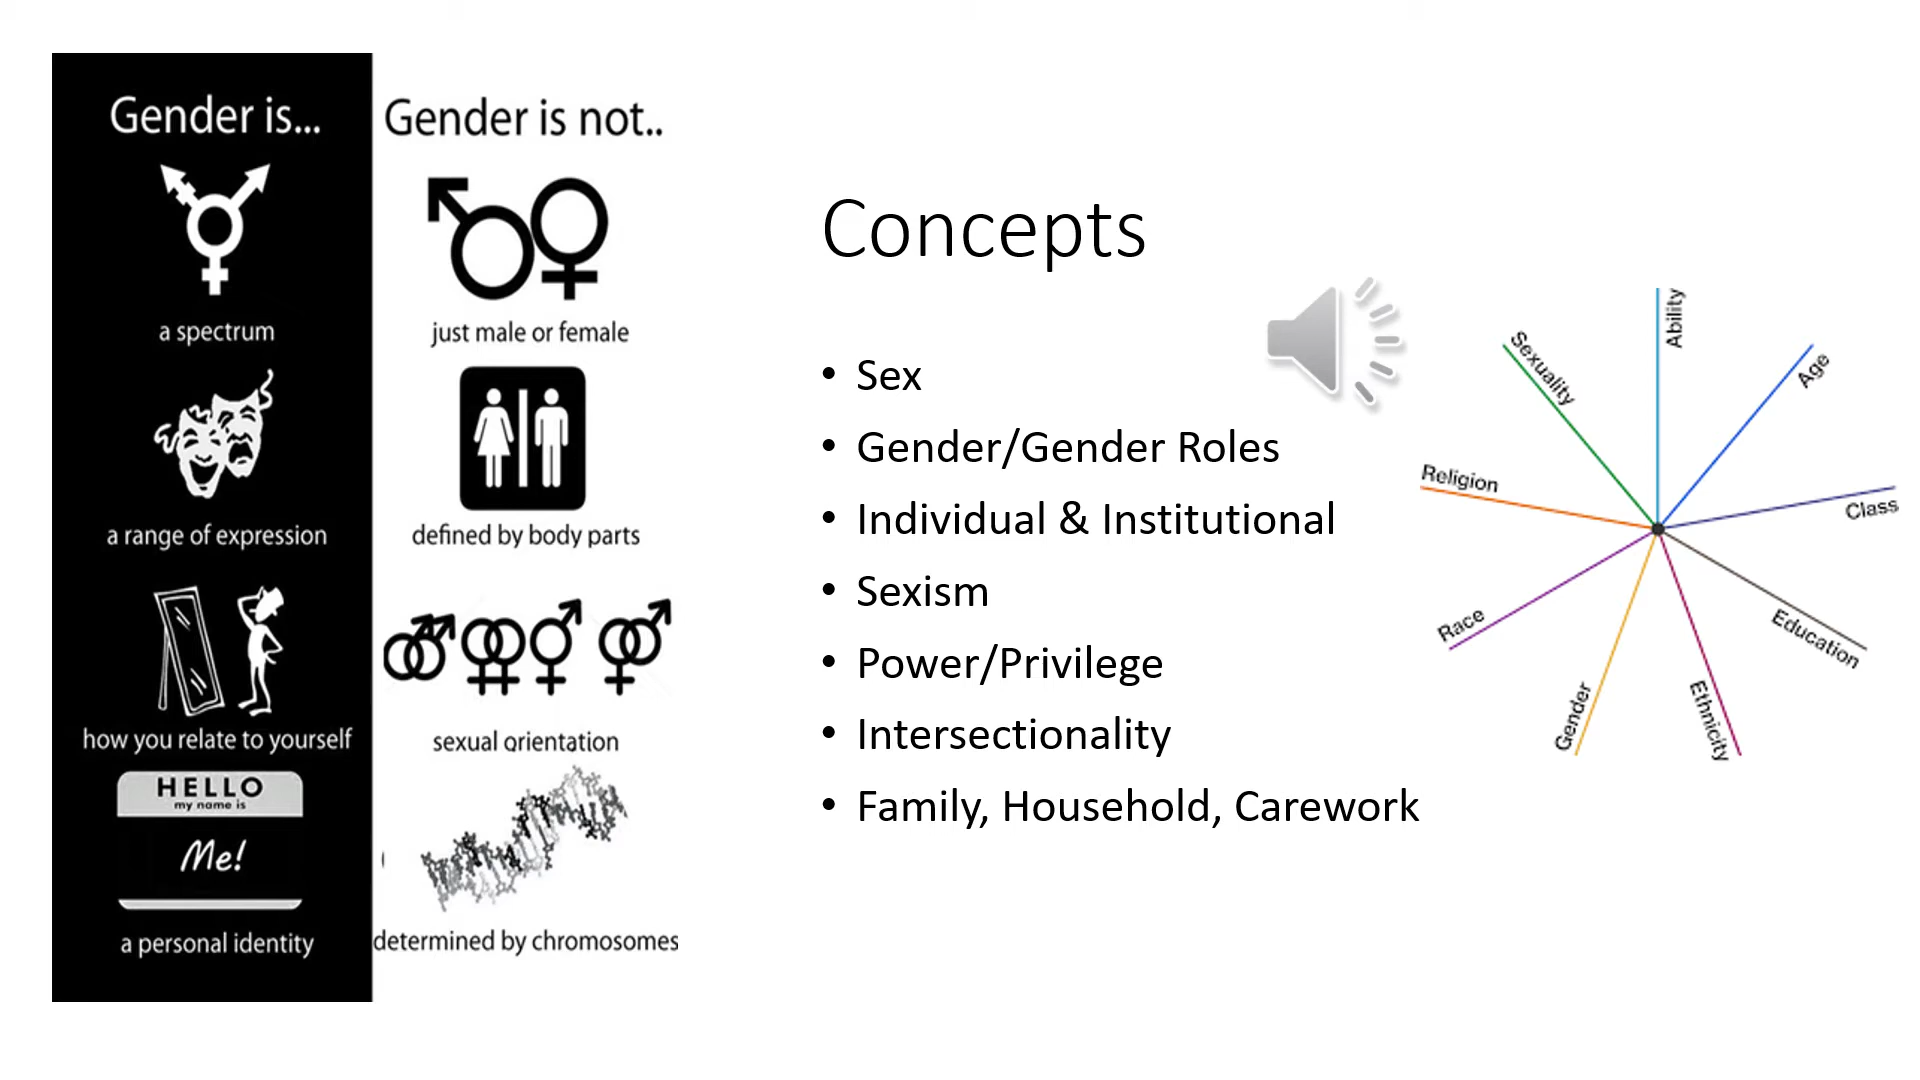 Gender is...
a spectrum
a range of expression
how you relate to yourself
HELLO
my name is
Me!
a personal identity
Gender is not..
just male or female
defined by body parts
sexual orientation
determined by chromosomes
Concepts
• Sex
• Gender/Gender Roles
• Individual & Institutional
• Sexism
• Power/Privilege
• Intersectionality
• Family, Household, Carework
Ability
Age
Class
Education
Ethnicity
Gender
Race
Religion
Sexuality